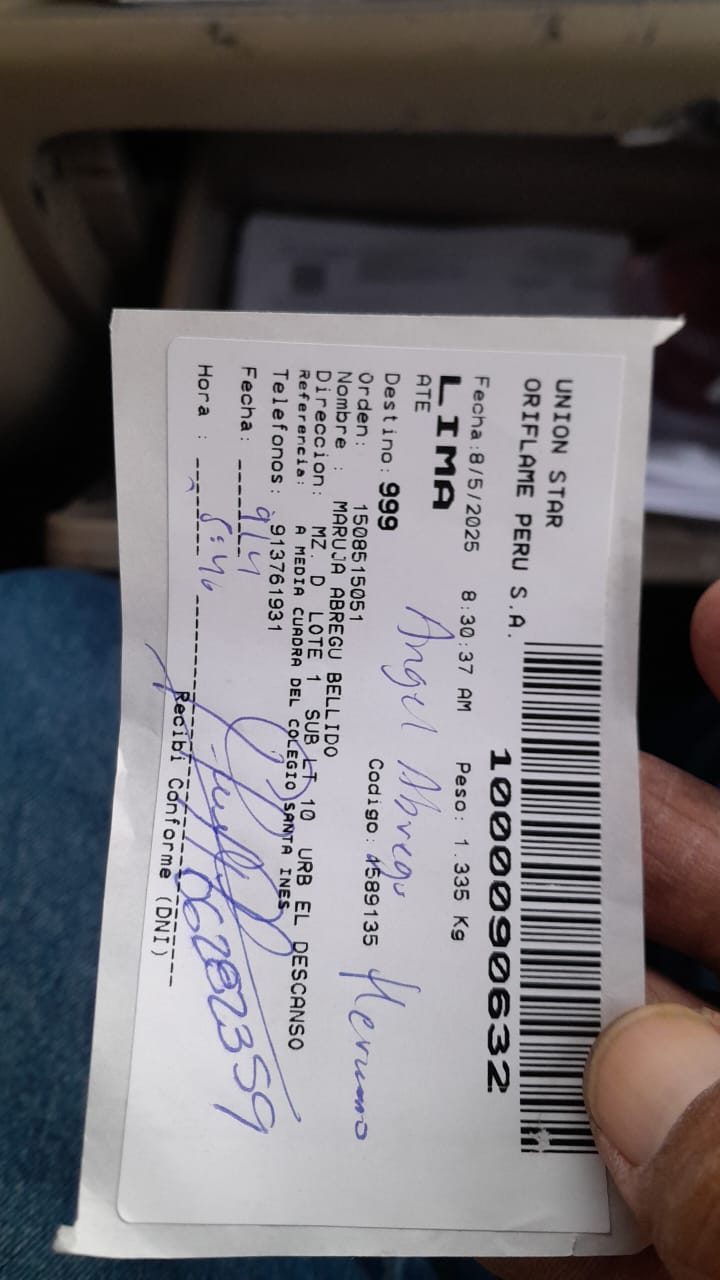 UNION STAR
ORIFLAME PERU S.A.
1000090632
Fecha:8/5/2025 8:30:37 AM Peso: 1.335 Kg
LIMA
ATE
Angel Abregu
Destino: 999
Codigo: 4589135
Hermano
Orden: 1508515051
Nombre : MARUJA ABREGU BELLIDO
Direccion: MZ. D LOTE 1 SUB LT 10 URB EL DESCANSO
Referencia: A MEDIA CUADRA DEL COLEGIO SANTA INES
Telefonos: 913761931
Fecha:
Hora :
06282359
Recibi Conforme (DNI)